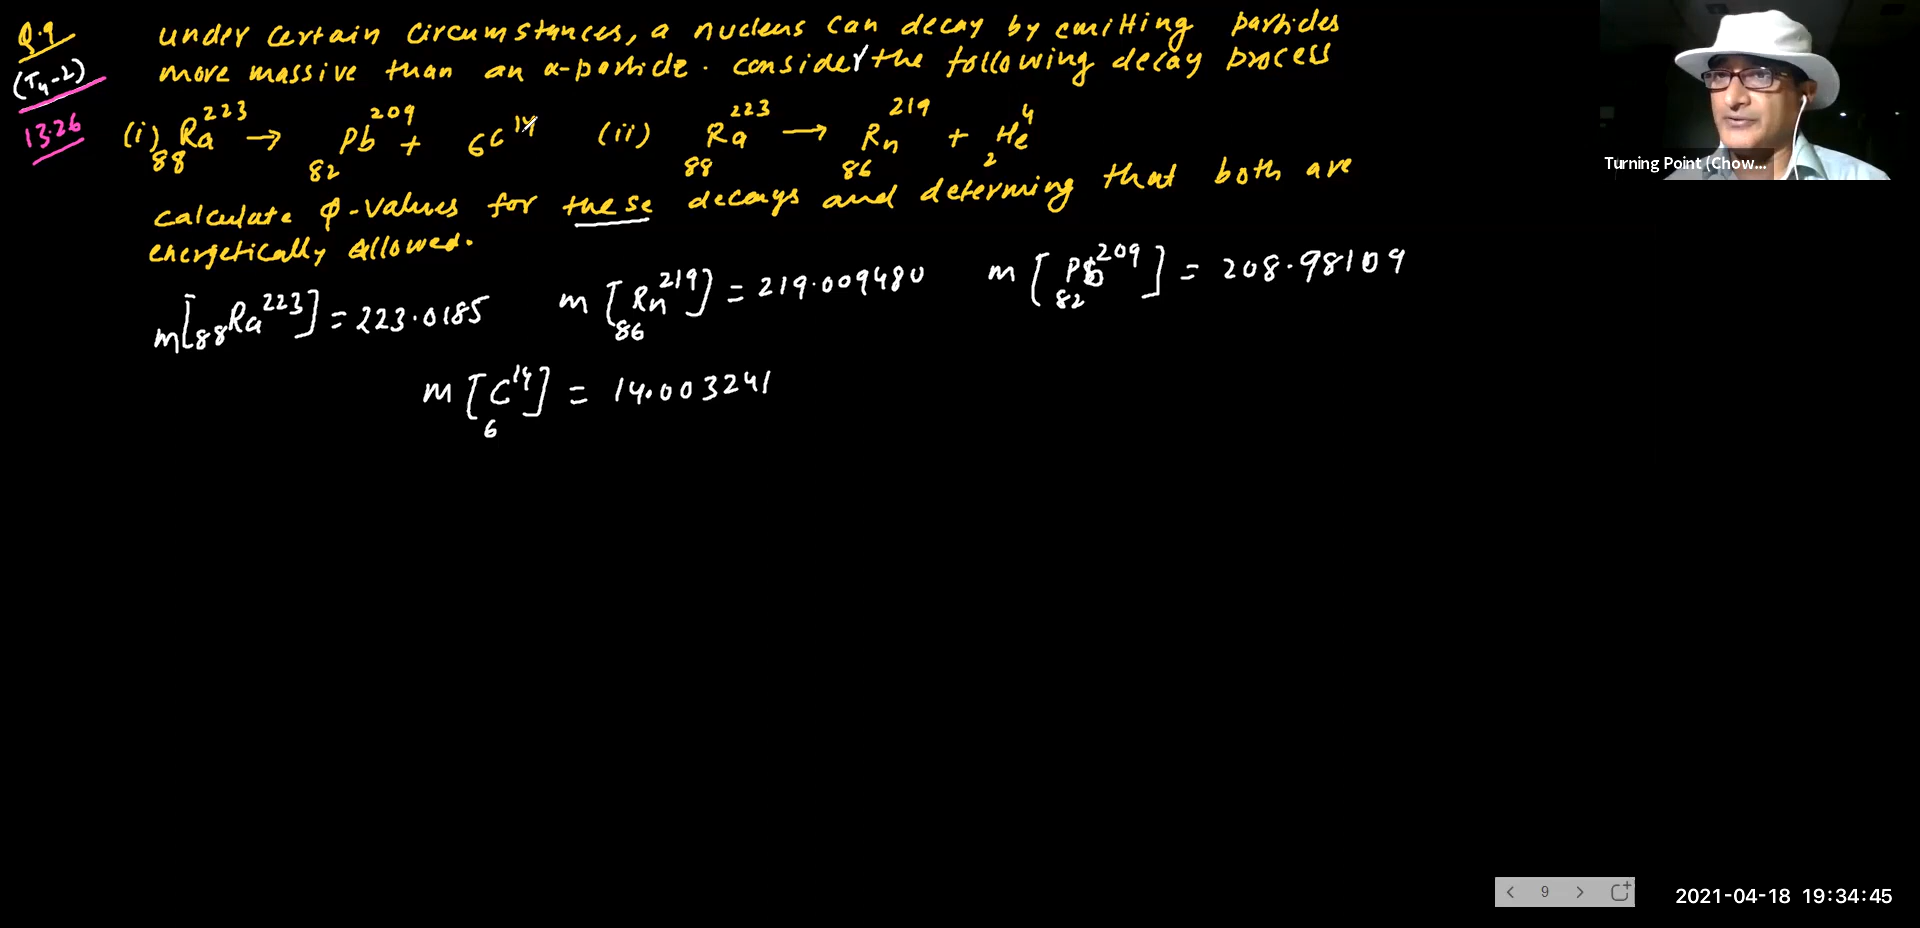 Q.9 under certain circumstances, a nucleus can decay by emitting particles
(T4-2) more massive than an α-particle. consider the following decay process
13.26 (i) 88Ra²²³ → 82Pb²⁰⁹ + 6C¹⁴ (ii) 88Ra²²³ → 86Rn²¹⁹ + 2He⁴
calculate φ-values for these decays and determing that both are
energetically allowed.
m[88Ra²²³] = 223.0185 m[86Rn²¹⁹] = 219.009480 m[82Pb²⁰⁹] = 208.98109
m[6C¹⁴] = 14.003241
Turning Point (Chow...
< 9 >
2021-04-18 19:34:45